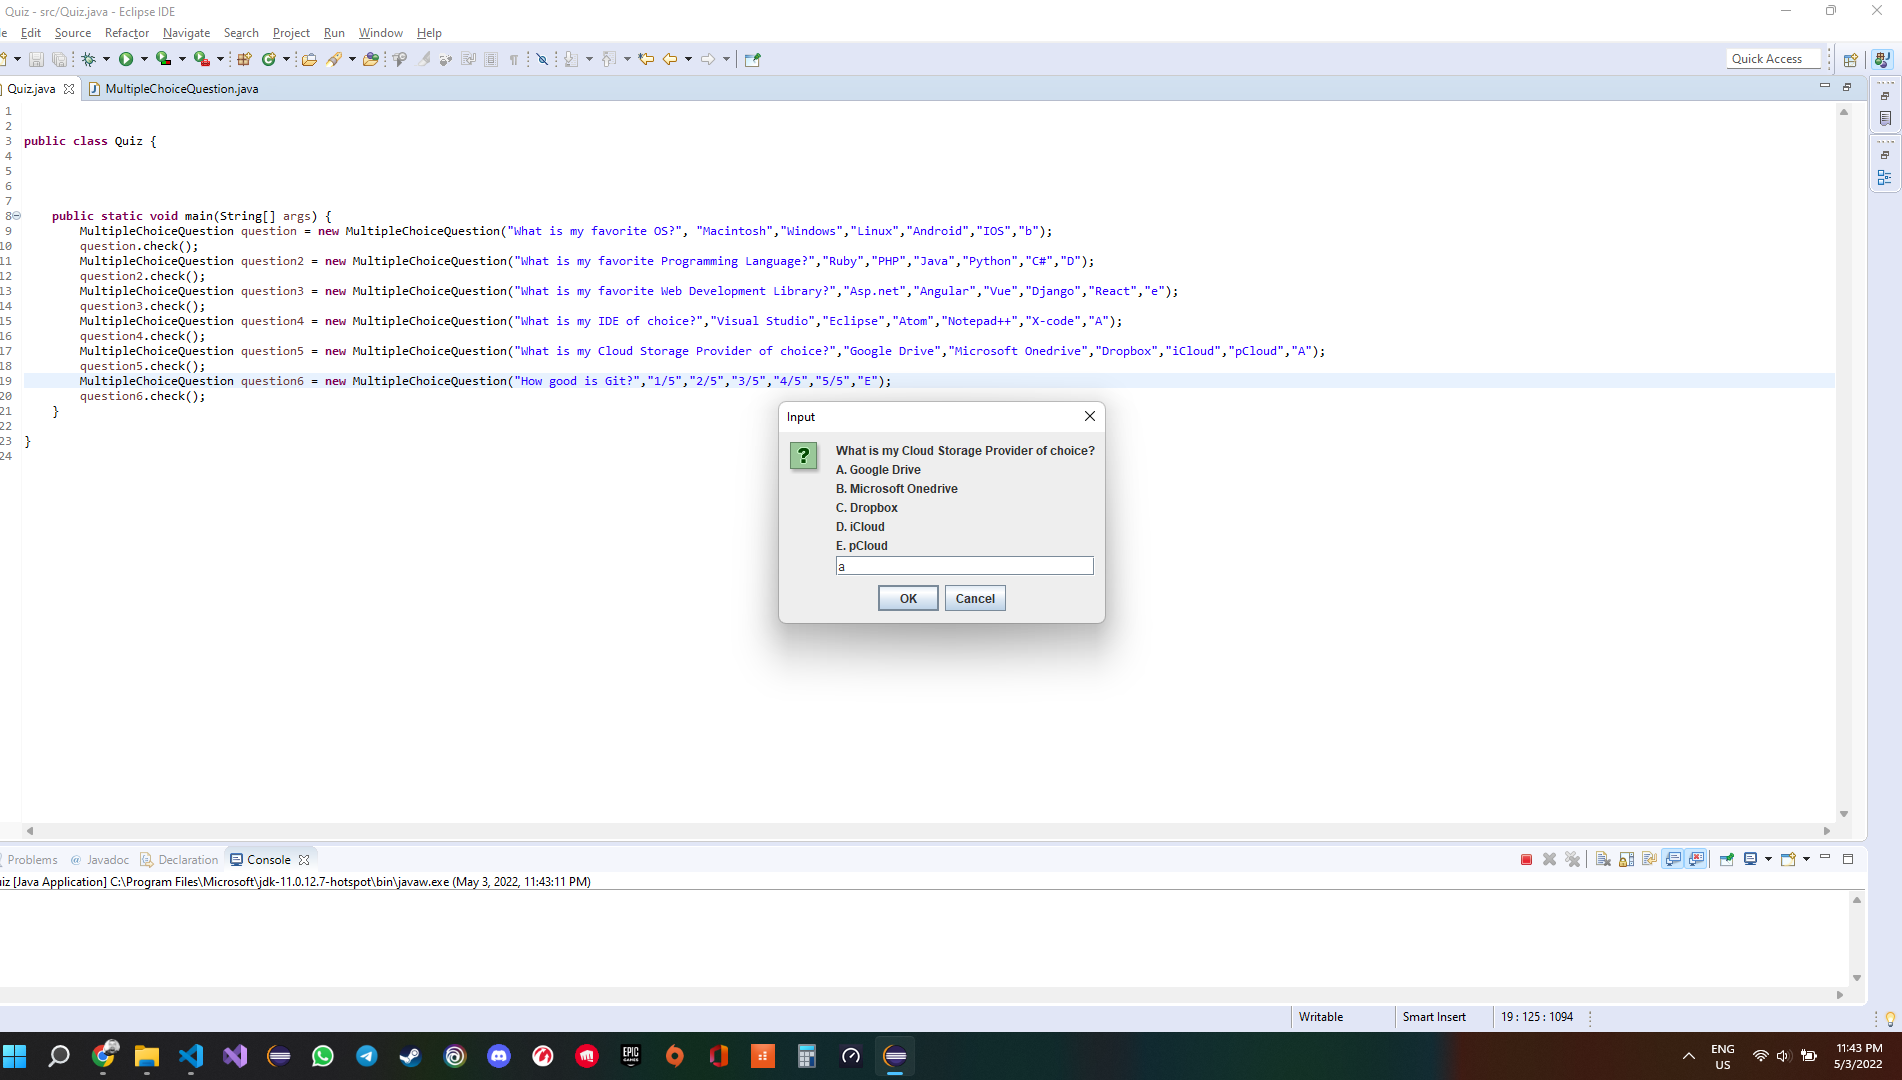 Quiz - src/Quiz.java - Eclipse IDE
Edit Source Refactor Navigate Search Project Run Window Help
Quick Access
Quiz.java MultipleChoiceQuestion.java
1
2
3 public class Quiz {
4
5
6
7
8 public static void main(String[] args) {
9 MultipleChoiceQuestion question = new MultipleChoiceQuestion("What is my favorite OS?", "Macintosh","Windows","Linux","Android","IOS","b");
10 question.check();
11 MultipleChoiceQuestion question2 = new MultipleChoiceQuestion("What is my favorite Programming Language?","Ruby","PHP","Java","Python","C#","D");
12 question2.check();
13 MultipleChoiceQuestion question3 = new MultipleChoiceQuestion("What is my favorite Web Development Library?","Asp.net","Angular","Vue","Django","React","e");
14 question3.check();
15 MultipleChoiceQuestion question4 = new MultipleChoiceQuestion("What is my IDE of choice?","Visual Studio","Eclipse","Atom","Notepad++","X-code","A");
16 question4.check();
17 MultipleChoiceQuestion question5 = new MultipleChoiceQuestion("What is my Cloud Storage Provider of choice?","Google Drive","Microsoft Onedrive","Dropbox","iCloud","pCloud","A");
18 question5.check();
19 MultipleChoiceQuestion question6 = new MultipleChoiceQuestion("How good is Git?","1/5","2/5","3/5","4/5","5/5","E");
20 question6.check();
21 }
22
23 }
24
Input
What is my Cloud Storage Provider of choice?
A. Google Drive
B. Microsoft Onedrive
C. Dropbox
D. iCloud
E. pCloud
a
OK Cancel
Problems @ Javadoc Declaration Console
iz [Java Application] C:\Program Files\Microsoft\jdk-11.0.12.7-hotspot\bin\javaw.exe (May 3, 2022, 11:43:11 PM)
Writable Smart Insert 19 : 125 : 1094
EPIC GAMES
ENG
US
11:43 PM
5/3/2022